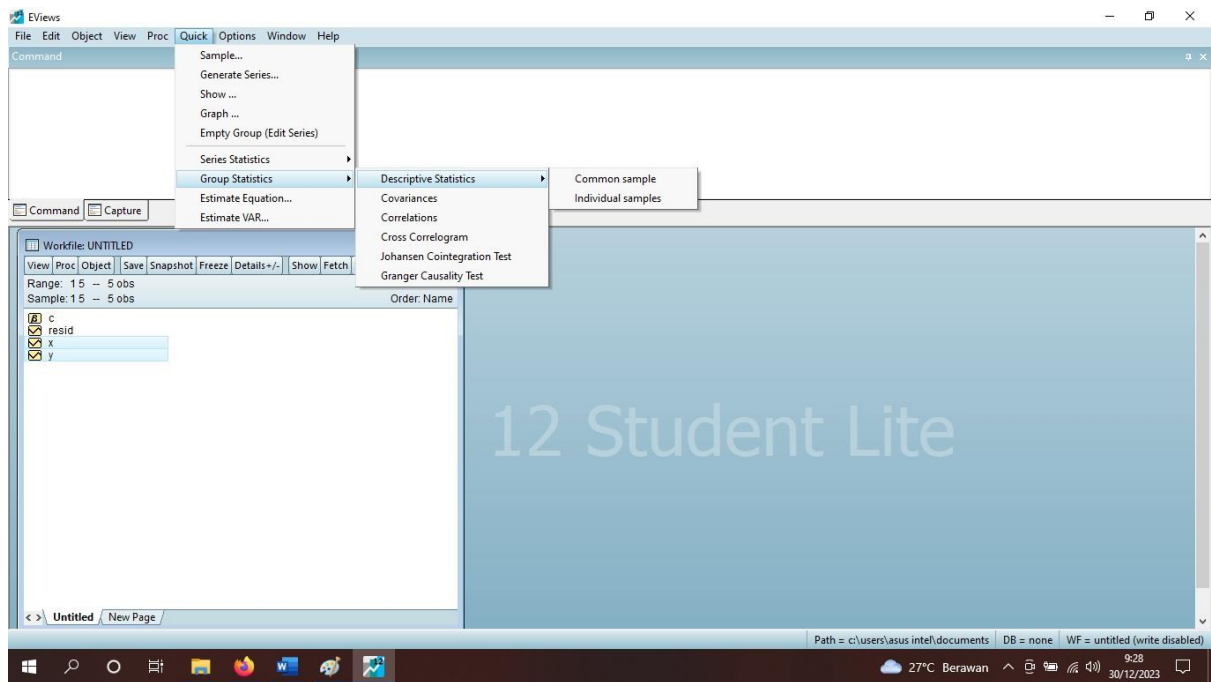 EViews
File Edit Object View Proc Quick Options Window Help
Command
Sample...
Generate Series...
Show ...
Graph ...
Empty Group (Edit Series)
Series Statistics
Group Statistics
Estimate Equation...
Estimate VAR...
Descriptive Statistics
Covariances
Correlations
Cross Correlogram
Johansen Cointegration Test
Granger Causality Test
Common sample
Individual samples
Command Capture
Workfile: UNTITLED
View Proc Object Save Snapshot Freeze Details+/- Show Fetch
Range: 1 5 -- 5 obs
Sample: 1 5 -- 5 obs Order: Name
β c
resid
x
y
12 Student Lite
< > Untitled New Page
Path = c:\users\asus intel\documents DB = none WF = untitled (write disabled)
27°C Berawan 9:28
30/12/2023